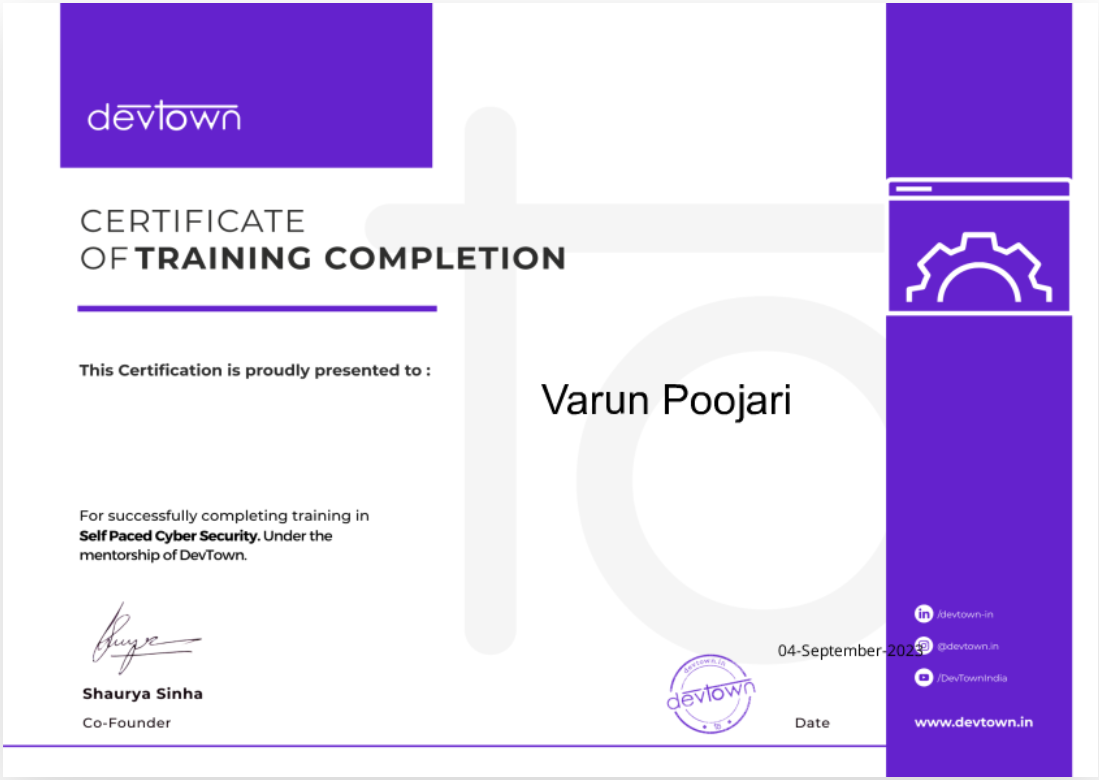 devtown
CERTIFICATE
OF TRAINING COMPLETION
This Certification is proudly presented to :
Varun Poojari
For successfully completing training in
Self Paced Cyber Security. Under the
mentorship of DevTown.
Shaurya Sinha
Co-Founder
devtown.in
devtown
04-September-2023
Date
/devtown-in
@devtown.in
/DevTownIndia
www.devtown.in